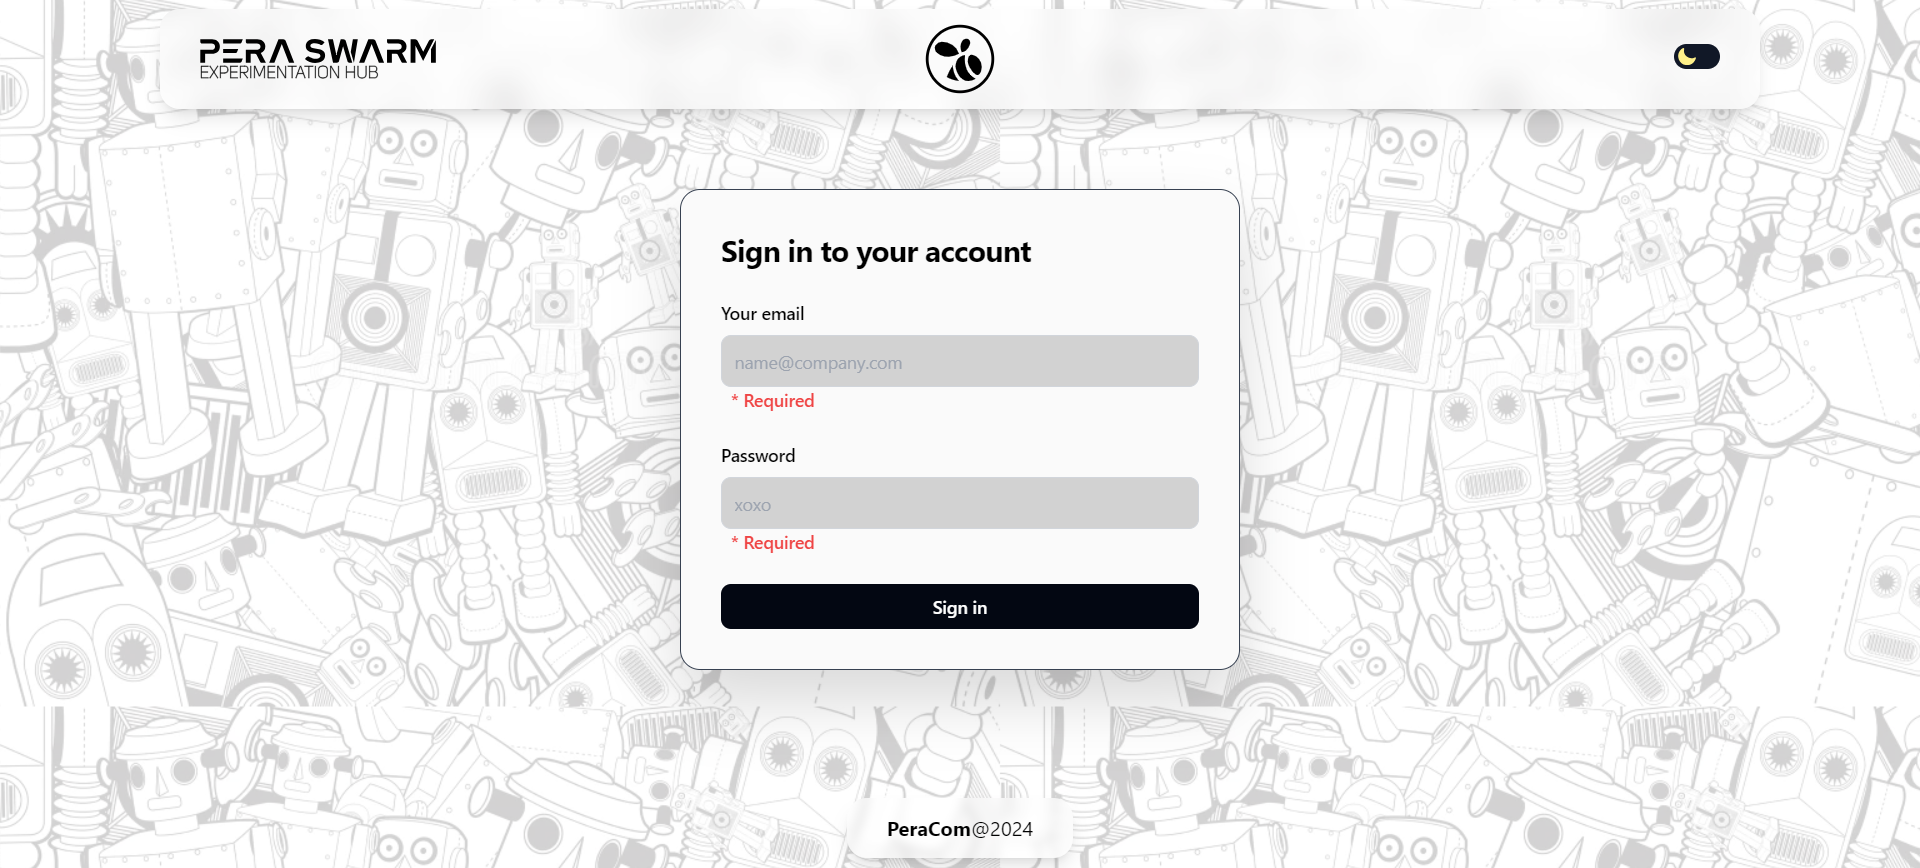 PERA SWARM
EXPERIMENTATION HUB
Sign in to your account
Your email
name@company.com
* Required
Password
xoxo
* Required
Sign in
PeraCom@2024